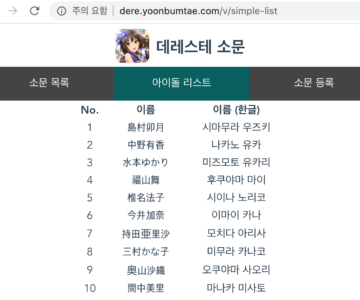 주의 요함 | dere.yoonbumtae.com/v/simple-list
데레스테 소문
소문 목록 아이돌 리스트 소문 등록
No. 이름 이름 (한글)
1 島村卯月 시마무라 우즈키
2 中野有香 나카노 유카
3 水本ゆかり 미즈모토 유카리
4 福山舞 후쿠야마 마이
5 椎名法子 시이나 노리코
6 今井加奈 이마이 카나
7 持田亜里沙 모치다 아리사
8 三村かな子 미무라 카나코
9 奥山沙織 오쿠야마 사오리
10 間中美里 마나카 미사토